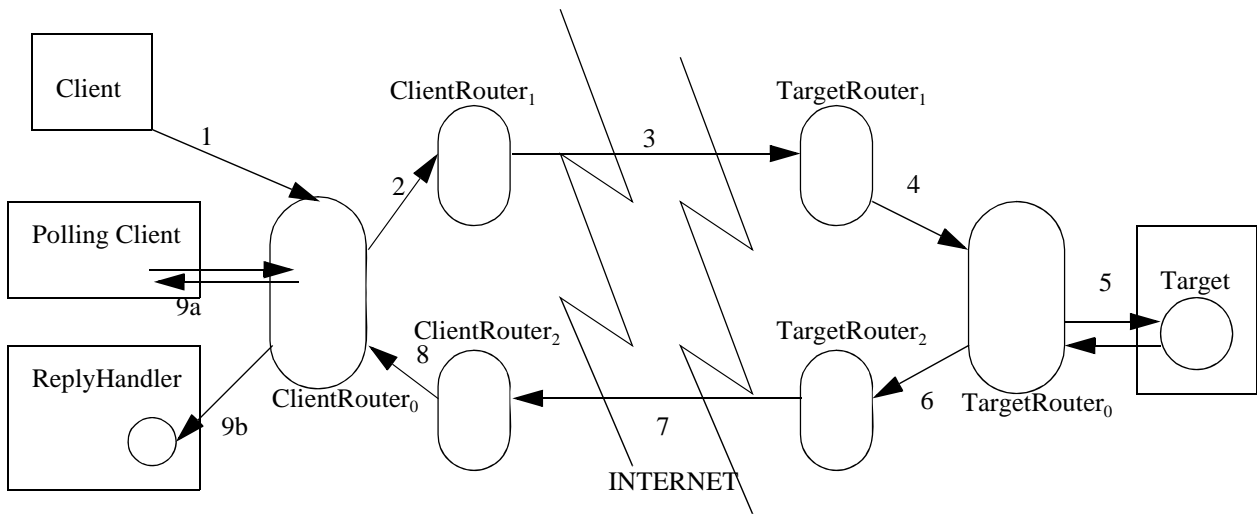 Client
ClientRouter₁
TargetRouter₁
1
2
3
4
Polling Client
9a
5
Target
ReplyHandler
ClientRouter₂
8
TargetRouter₂
ClientRouter₀
9b
7
6
TargetRouter₀
INTERNET